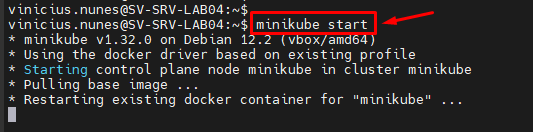 vinicius.nunes@SV-SRV-LAB04:~$
vinicius.nunes@SV-SRV-LAB04:~$ minikube start
* minikube v1.32.0 on Debian 12.2 (vbox/amd64)
* Using the docker driver based on existing profile
* Starting control plane node minikube in cluster minikube
* Pulling base image ...
* Restarting existing docker container for "minikube" ...